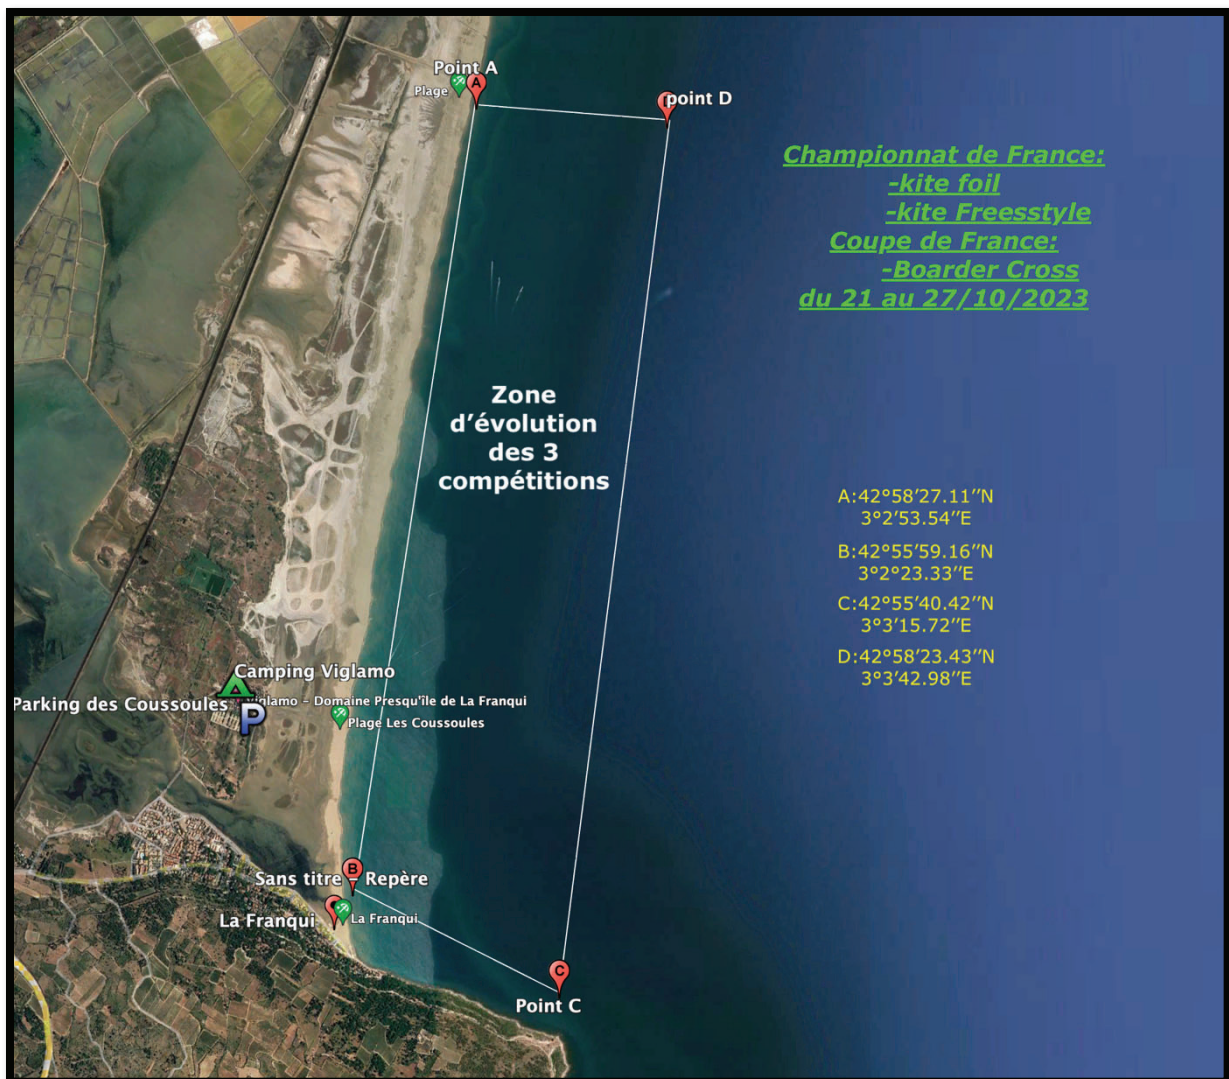 Point A
A
Plage
point D
Championnat de France:
-kite foil
-kite Freesstyle
Coupe de France:
-Boarder Cross
du 21 au 27/10/2023
Zone
d’évolution
des 3
compétitions
A:42°58’27.11’’N
3°2’53.54’’E
B:42°55’59.16’’N
3°2’23.33’’E
C:42°55’40.42’’N
3°3’15.72’’E
D:42°58’23.43’’N
3°3’42.98’’E
Camping Viglamo
Parking des Coussoules
P
Viglamo – Domaine Presqu'île de La Franqui
Plage Les Coussoules
B
Sans titre – Repère
La Franqui
La Franqui
C
Point C